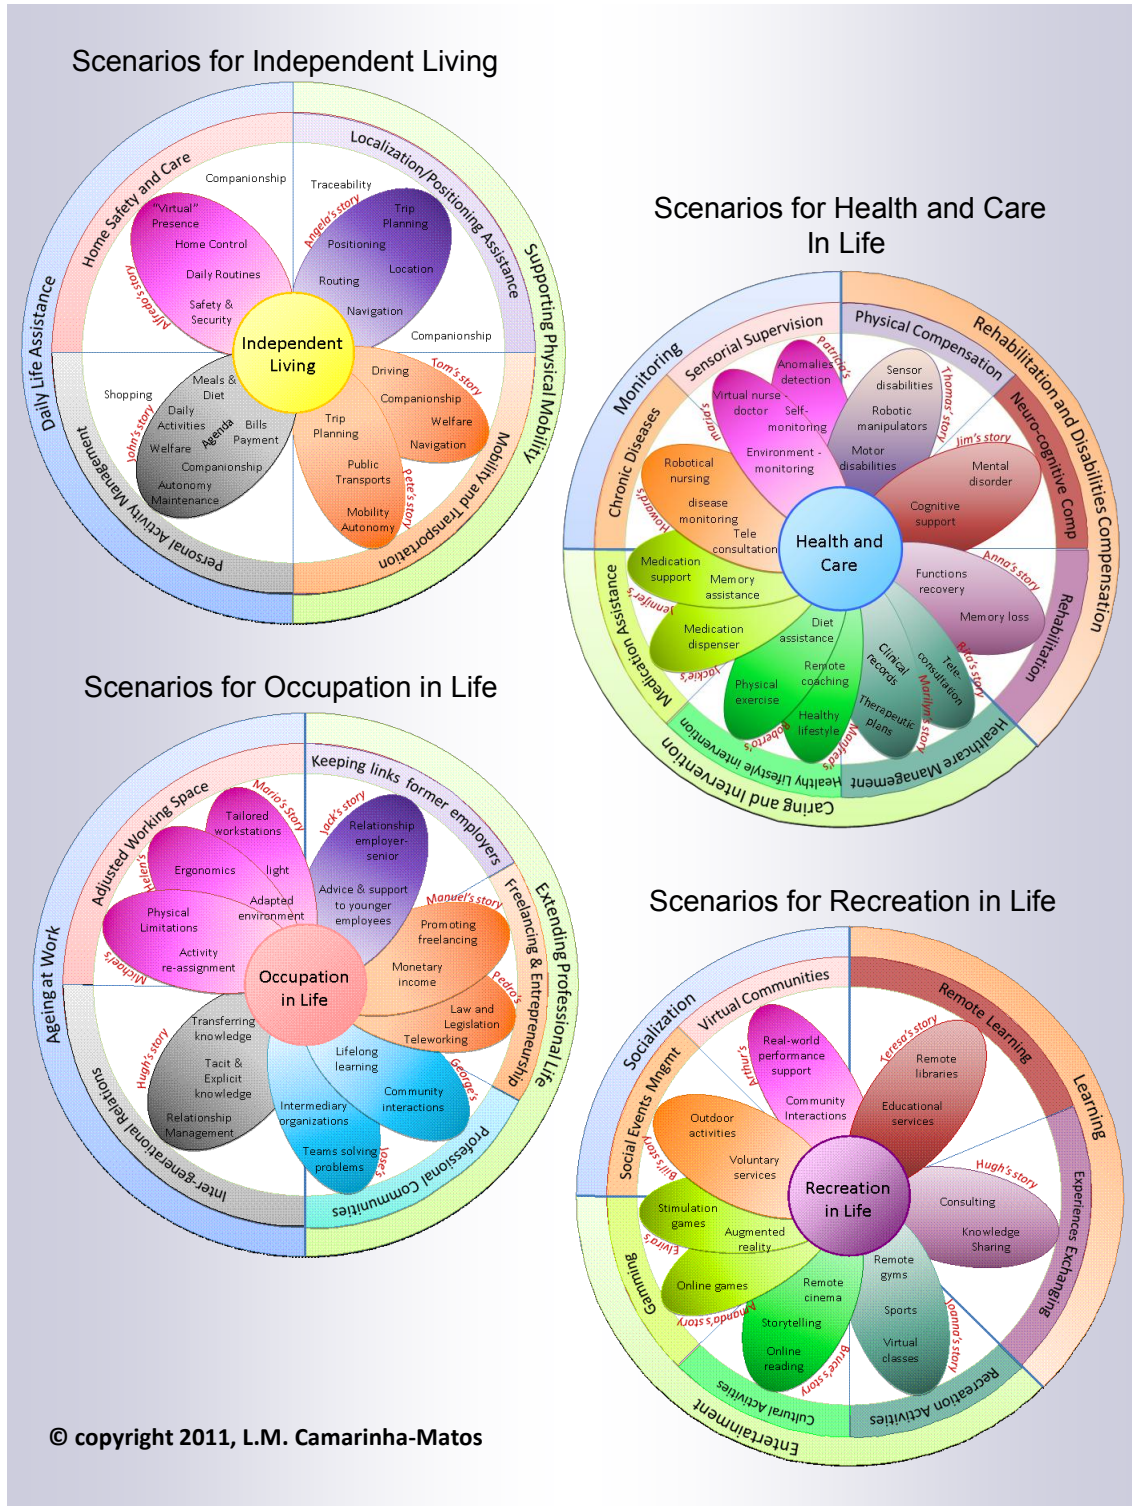 Scenarios for Independent Living
Daily Life Assistance
Supporting Physical Mobility
Home Safety and Care
Localization/Positioning Assistance
Mobility and Transportation
Personal Activity Management
Companionship
"Virtual"
Presence
Home Control
Daily Routines
Safety &
Security
Alfredo's story
Traceability
Angela's story
Trip
Planning
Positioning
Location
Routing
Navigation
Companionship
Independent
Living
Tom's story
Driving
Companionship
Welfare
Navigation
Trip
Planning
Public
Transports
Mobility
Autonomy
Pete's story
Shopping
John's story
Meals &
Diet
Daily
Activities
Agenda
Bills
Payment
Welfare
Companionship
Autonomy
Maintenance
Scenarios for Health and Care
In Life
Monitoring
Rehabilitation and Disabilities Compensation
Caring and Intervention
Sensorial Supervision
Physical Compensation
Neuro-cognitive Comp
Rehabilitation
Healthcare Management
Healthy Lifestyle intervention
Medication Assistance
Chronic Diseases
Patricia's
Anomalies
detection
Virtual nurse -
doctor
Self-
monitoring
Environment -
monitoring
maria's
Sensor
disabilities
Robotic
manipulators
Motor
disabilities
Thomas' story
Jim's story
Mental
disorder
Cognitive
support
Robotical
nursing
disease
monitoring
Tele
consultation
Howard's
Health and
Care
Anna's story
Functions
recovery
Memory loss
Medication
support
Memory
assistance
Jennifer's
Medication
dispenser
Jackie's
Diet
assistance
Remote
coaching
Physical
exercise
Healthy
lifestyle
Roberto's
Manfred's
Clinical
records
Therapeutic
plans
Marilyn's story
Tele-
consultation
Rita's story
Scenarios for Occupation in Life
Ageing at Work
Extending Professional Life
Adjusted Working Space
Keeping links former employers
Freelancing & Entrepreneurship
Professional Communities
Inter-generational Relations
Mario's Story
Tailored
workstations
Helen's
Ergonomics
light
Adapted
environment
Physical
Limitations
Activity
re-assignment
Michael's
Jack's story
Relationship
employer-
senior
Advice & support
to younger
employees
Manuel's story
Promoting
freelancing
Monetary
income
Pedro's
Law and
Legislation
Teleworking
Occupation
in Life
Hugh's story
Transferring
knowledge
Tacit &
Explicit
knowledge
Relationship
Management
Lifelong
learning
Community
interactions
George's
Intermediary
organizations
Teams solving
problems
Jose's
Scenarios for Recreation in Life
Socialization
Learning
Entertainment
Virtual Communities
Remote Learning
Experiences Exchanging
Recreation Activities
Cultural Activities
Gamming
Social Events Mngmt
Arthur's
Real-world
performance
support
Community
Interactions
Teresa's story
Remote
libraries
Educational
services
Outdoor
activities
Voluntary
services
Bill's story
Recreation
in Life
Hugh's story
Consulting
Knowledge
Sharing
Stimulation
games
Augmented
reality
Elvira's
Online games
Amanda's story
Remote
cinema
Storytelling
Online
reading
Bruce's story
Remote
gyms
Sports
Virtual
classes
Joanna's story
© copyright 2011, L.M. Camarinha-Matos